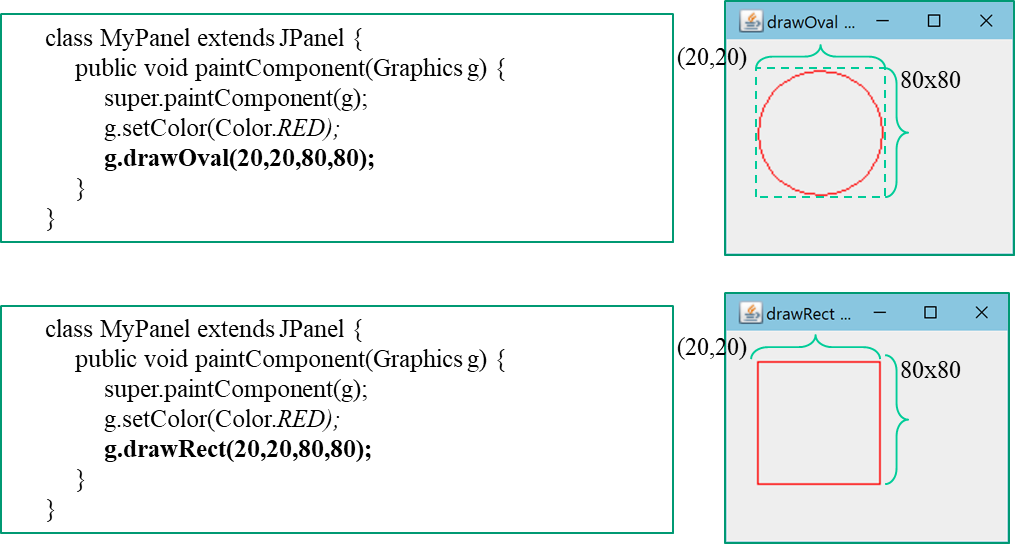 class MyPanel extends JPanel {
public void paintComponent(Graphics g) {
super.paintComponent(g);
g.setColor(Color.RED);
g.drawOval(20,20,80,80);
}
}
drawOval ...
(20,20)
80x80
class MyPanel extends JPanel {
public void paintComponent(Graphics g) {
super.paintComponent(g);
g.setColor(Color.RED);
g.drawRect(20,20,80,80);
}
}
drawRect ...
(20,20)
80x80